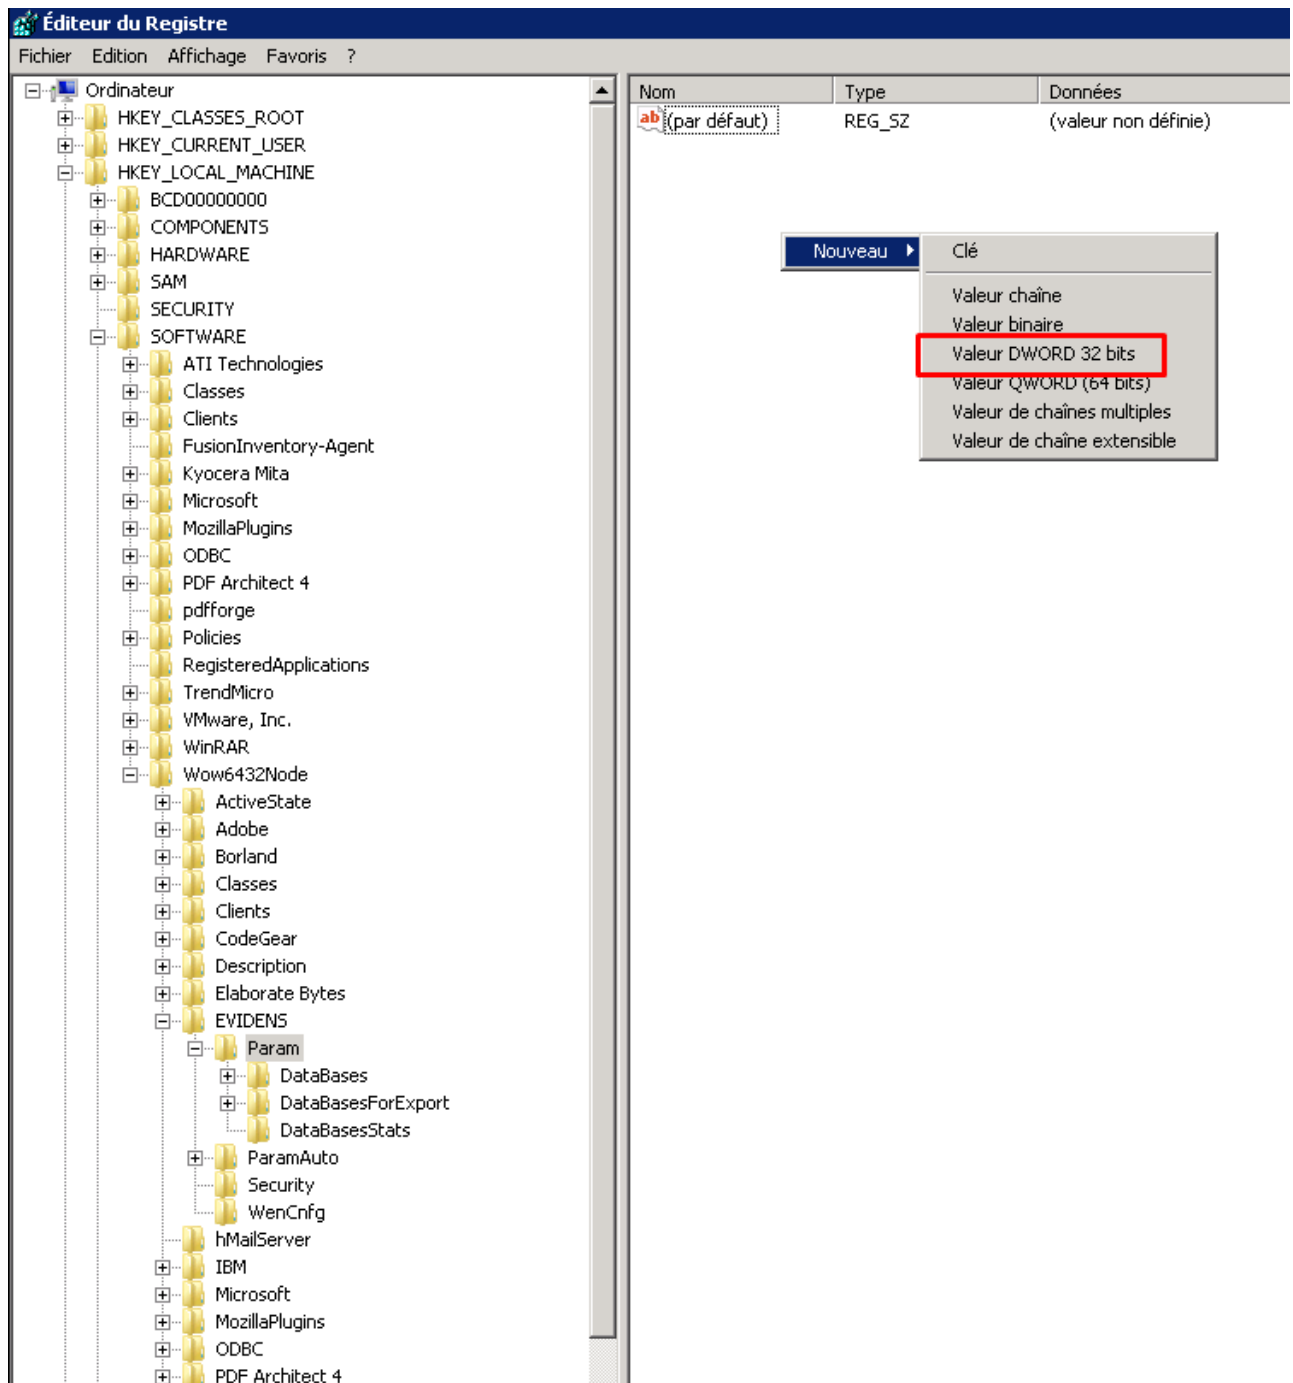 Éditeur du Registre
Fichier Edition Affichage Favoris ?
Ordinateur
HKEY_CLASSES_ROOT
HKEY_CURRENT_USER
HKEY_LOCAL_MACHINE
BCD00000000
COMPONENTS
HARDWARE
SAM
SECURITY
SOFTWARE
ATI Technologies
Classes
Clients
FusionInventory-Agent
Kyocera Mita
Microsoft
MozillaPlugins
ODBC
PDF Architect 4
pdfforge
Policies
RegisteredApplications
TrendMicro
VMware, Inc.
WinRAR
Wow6432Node
ActiveState
Adobe
Borland
Classes
Clients
CodeGear
Description
Elaborate Bytes
EVIDENS
Param
DataBases
DataBasesForExport
DataBasesStats
ParamAuto
Security
WenCnfg
hMailServer
IBM
Microsoft
MozillaPlugins
ODBC
PDF Architect 4
Nom Type Données
ab (par défaut) REG_SZ (valeur non définie)
Nouveau
Clé
Valeur chaîne
Valeur binaire
Valeur DWORD 32 bits
Valeur QWORD (64 bits)
Valeur de chaînes multiples
Valeur de chaîne extensible